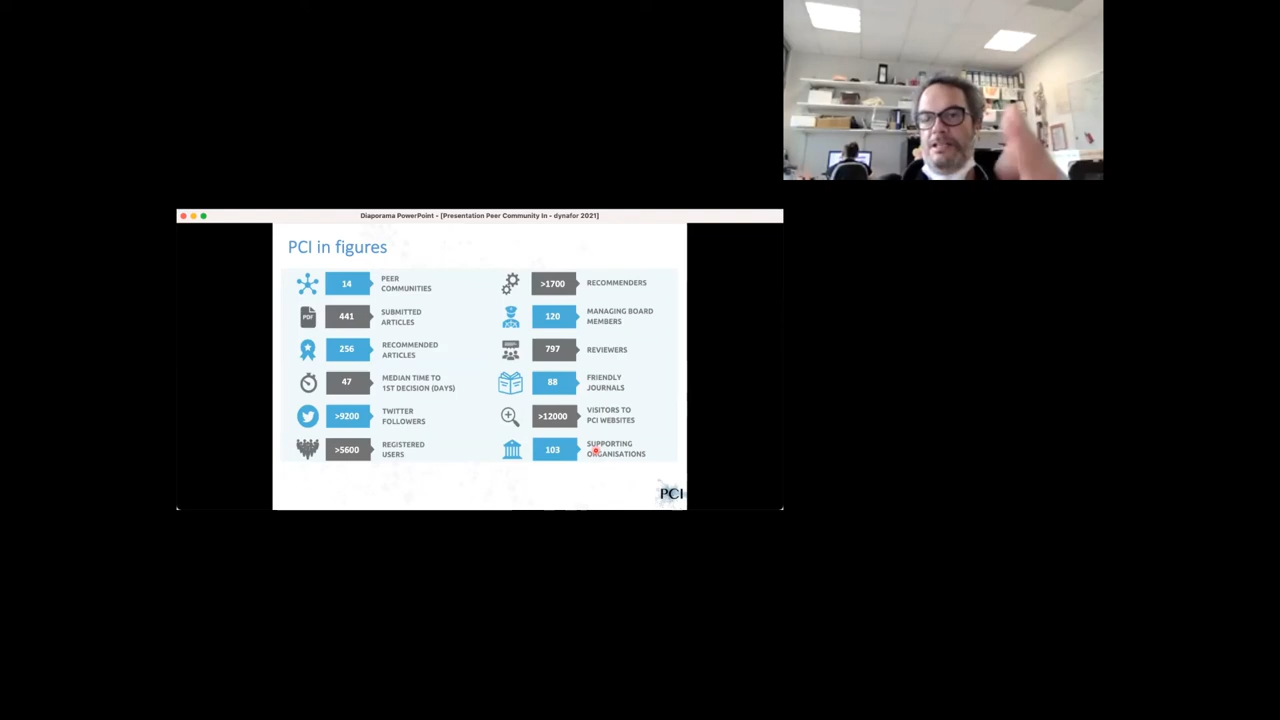 Diaporama PowerPoint - [Presentation Peer Community In - dynafor 2021]
PCI in figures
14
PEER
COMMUNITIES
441
SUBMITTED
ARTICLES
256
RECOMMENDED
ARTICLES
47
MEDIAN TIME TO
1ST DECISION (DAYS)
>9200
TWITTER
FOLLOWERS
>5600
REGISTERED
USERS
>1700
RECOMMENDERS
120
MANAGING BOARD
MEMBERS
797
REVIEWERS
88
FRIENDLY
JOURNALS
>12000
VISITORS TO
PCI WEBSITES
103
SUPPORTING
ORGANISATIONS
PDF
PCI